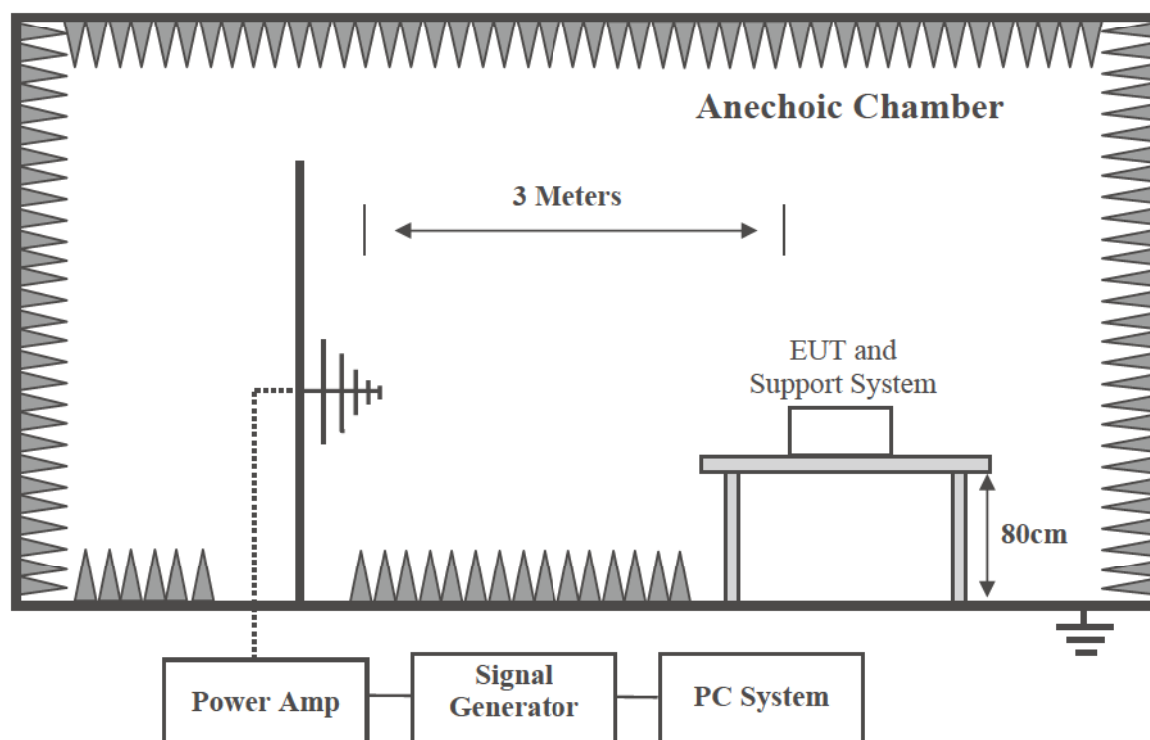 Anechoic Chamber
3 Meters
EUT and
Support System
80cm
Power Amp
Signal
Generator
PC System